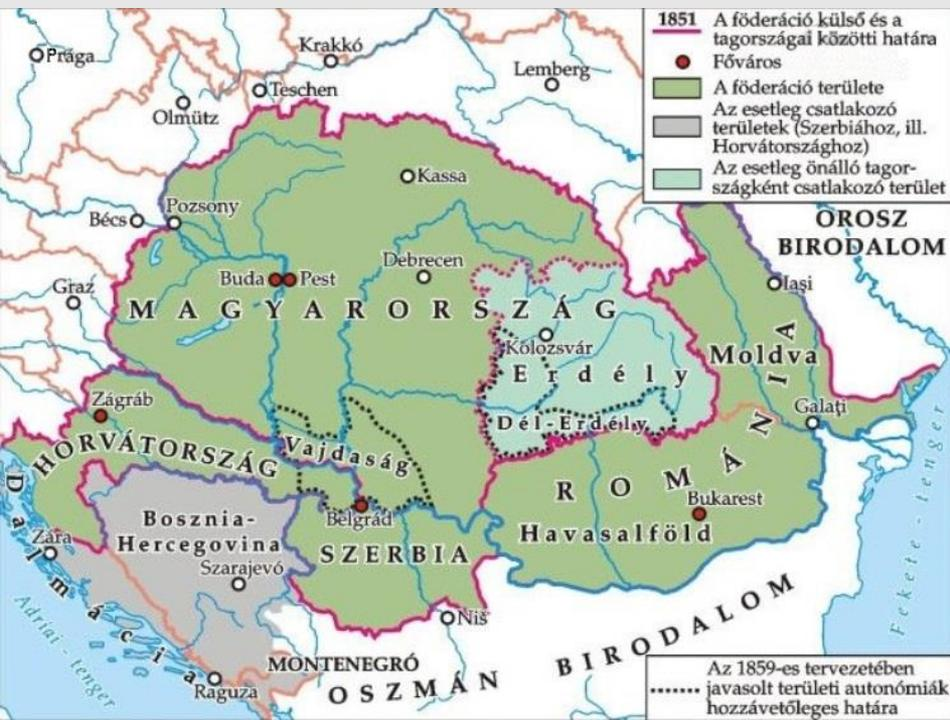 1851 A föderáció külső és a
tagországai közötti határa
Főváros
A föderáció területe
Az esetleg csatlakozó
területek (Szerbiához, ill.
Horvátországhoz)
Az esetleg önálló tagor-
szágként csatlakozó terület
Prága
Krakkó
Teschen
Lemberg
Olmütz
Kassa
Bécs
Pozsony
OROSZ
BIRODALOM
Debrecen
Buda
Pest
Iași
Graz
MAGYARORSZÁG
Kolozsvár
Moldva
Erdély
Zágráb
Galați
Dél-Erdély
HORVÁTORSZÁG
Vajdaság
ROMÁNIA
Bukarest
Belgrád
Havasalföld
Bosznia-
Hercegovina
SZERBIA
Zára
Szarajevó
Dalmácia
Fekete-tenger
Adriai-tenger
Niš
MONTENEGRÓ
OSZMÁN BIRODALOM
Raguza
Az 1859-es tervezetében
javasolt területi autonómiák
hozzávetőleges határa